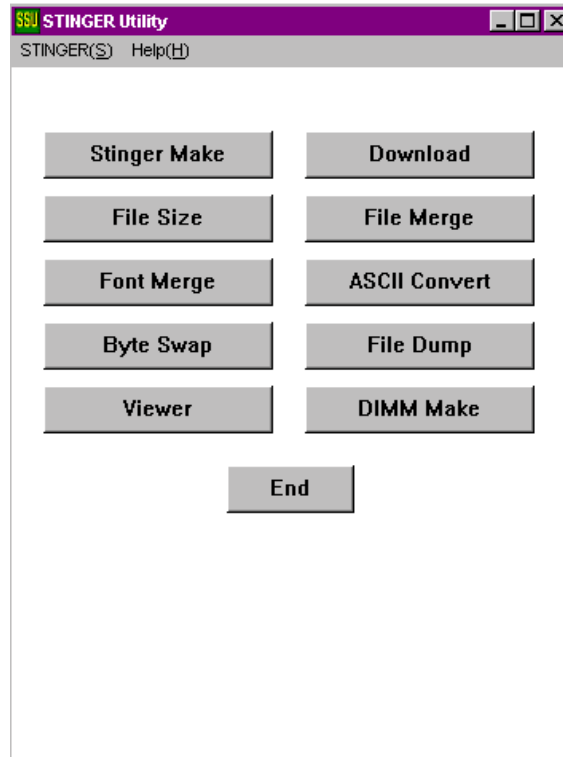 SSU STINGER Utility
STINGER(S) Help(H)
Stinger Make Download
File Size File Merge
Font Merge ASCII Convert
Byte Swap File Dump
Viewer DIMM Make
End